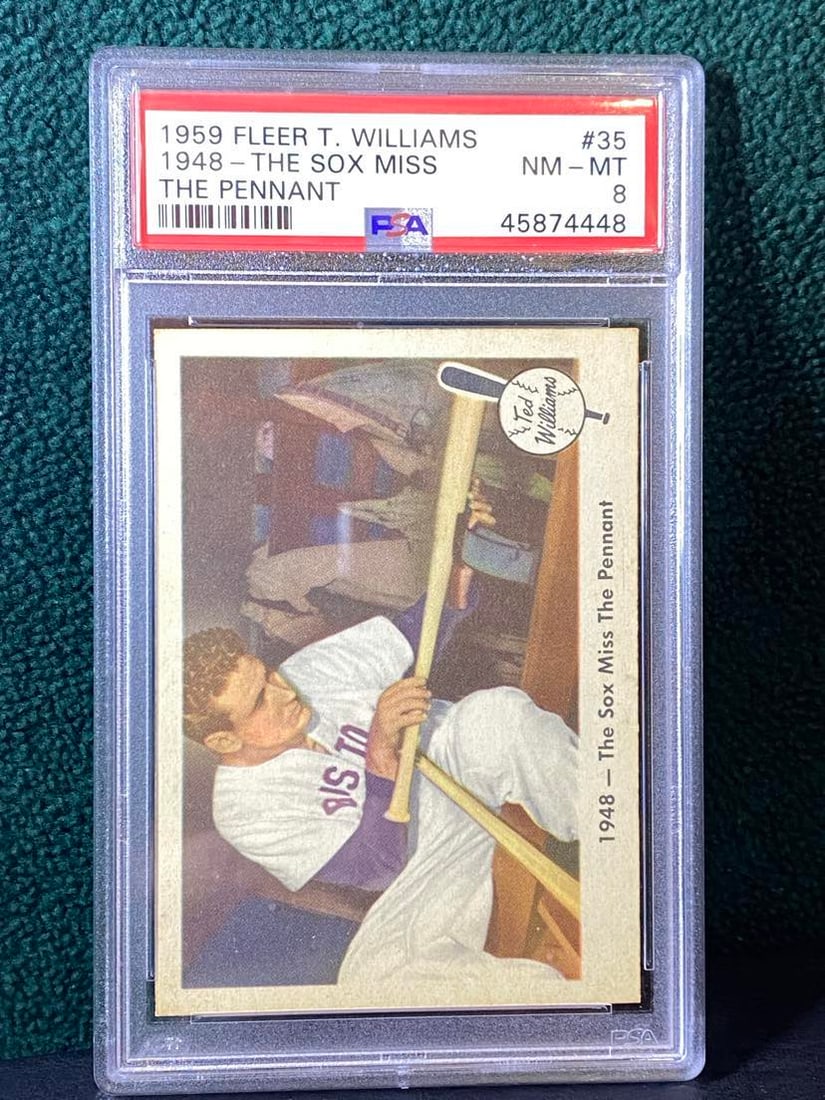 1959 FLEER T. WILLIAMS #35
1948 – THE SOX MISS NM – MT
THE PENNANT 8
PSA 45874448
Ted
Williams
1948 — The Sox Miss The Pennant
PSA